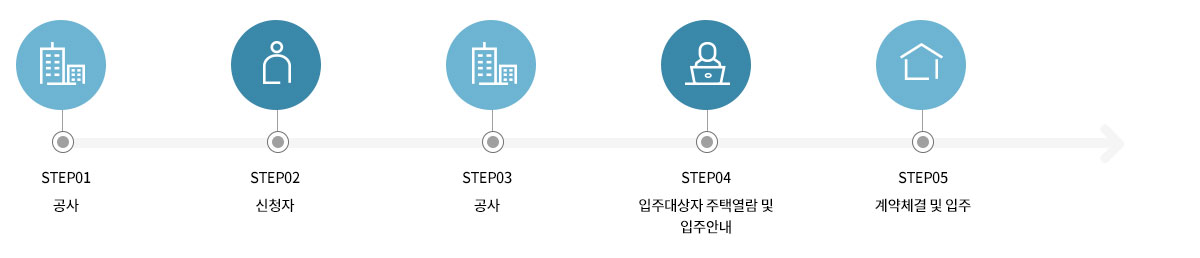 STEP01
공사
STEP02
신청자
STEP03
공사
STEP04
입주대상자 주택열람 및
입주안내
STEP05
계약체결 및 입주